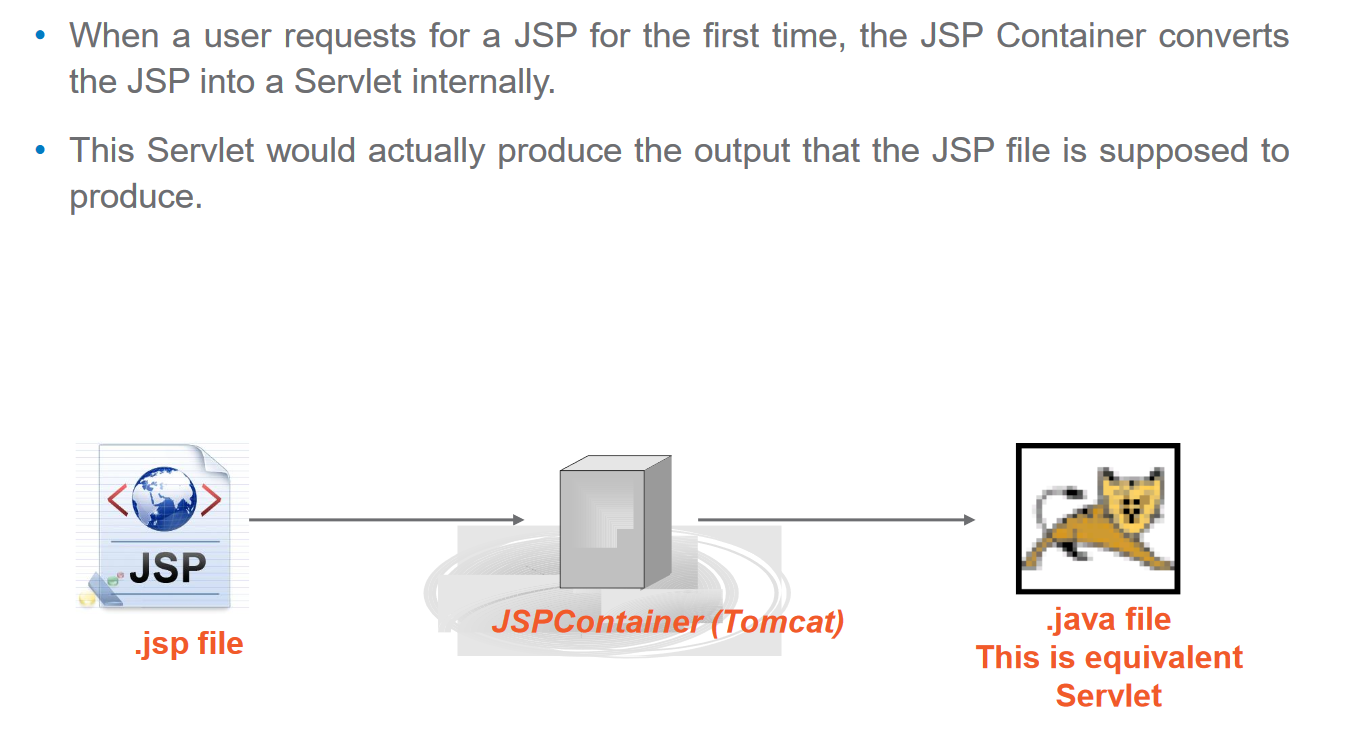 • When a user requests for a JSP for the first time, the JSP Container converts
the JSP into a Servlet internally.
• This Servlet would actually produce the output that the JSP file is supposed to
produce.
< >
JSP
.jsp file
JSPContainer (Tomcat)
.java file
This is equivalent
Servlet